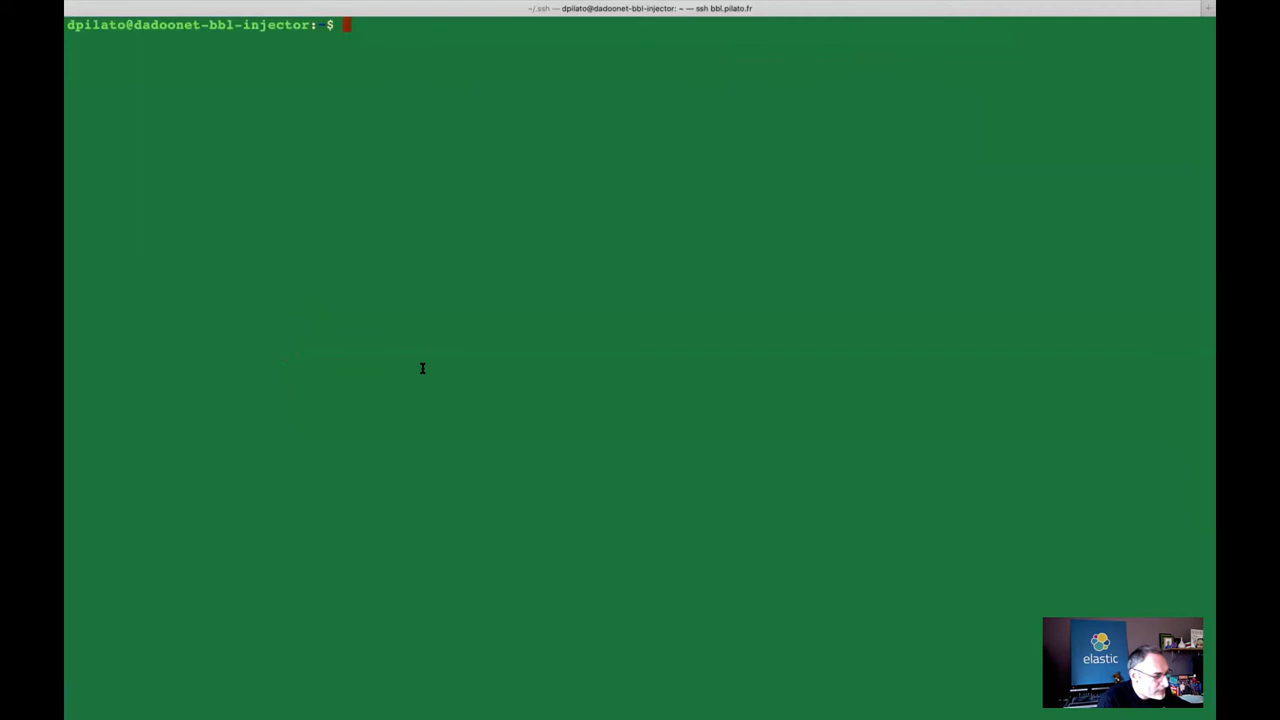 ~/.ssh — dpilato@dadoonet-bbl-injector: ~ — ssh bbl.pilato.fr
dpilato@dadoonet-bbl-injector:~$
elastic